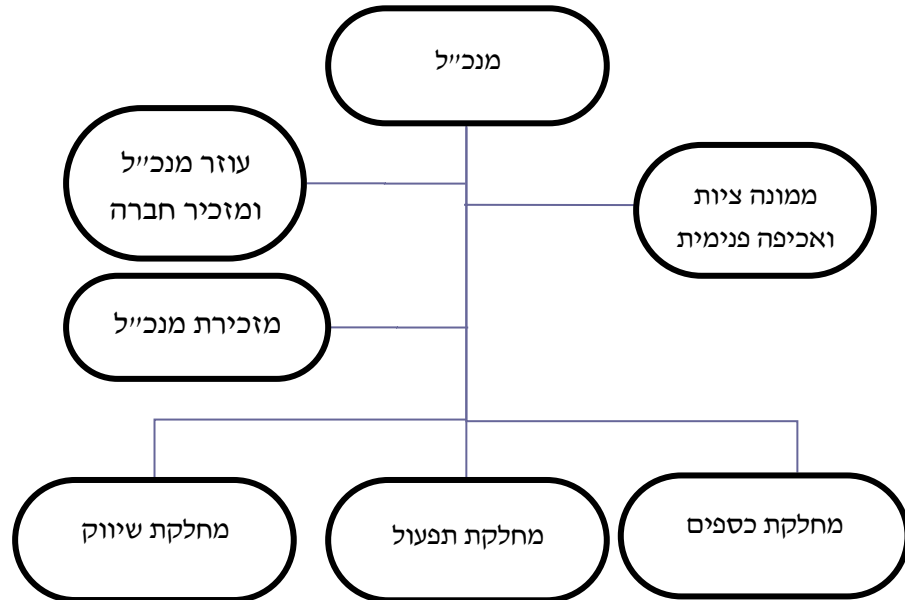 מנכ״ל
ממונה ציות
ואכיפה פנימית
עוזר מנכ״ל
ומזכיר חברה
מזכירת מנכ״ל
מחלקת כספים
מחלקת תפעול
מחלקת שיווק